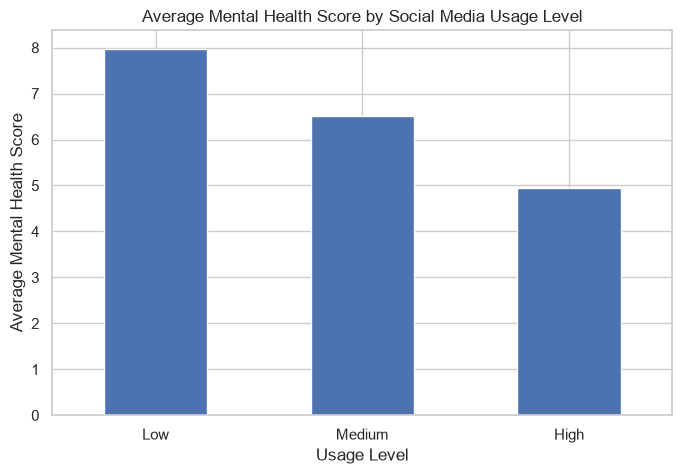 Average Mental Health Score by Social Media Usage Level
8
7
6
5
4
3
2
1
0
Average Mental Health Score
Low Medium High
Usage Level